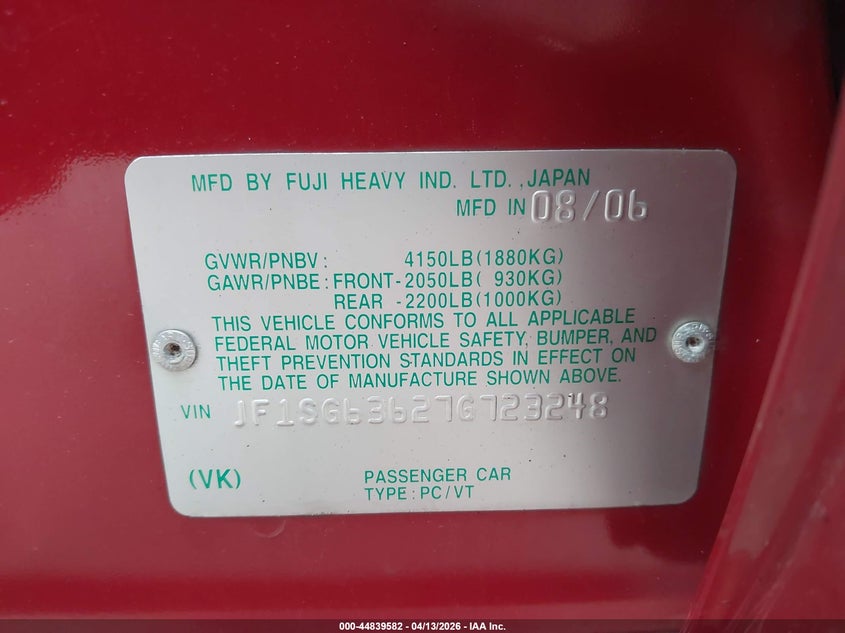 MFD BY FUJI HEAVY IND. LTD., JAPAN
MFD IN 08/06
GVWR/PNBV : 4150LB(1880KG)
GAWR/PNBE : FRONT-2050LB( 930KG)
REAR -2200LB(1000KG)
THIS VEHICLE CONFORMS TO ALL APPLICABLE
FEDERAL MOTOR VEHICLE SAFETY, BUMPER, AND
THEFT PREVENTION STANDARDS IN EFFECT ON
THE DATE OF MANUFACTURE SHOWN ABOVE.
VIN JF1SG63627G723248
(VK) PASSENGER CAR
TYPE : PC/VT
000-44839582 - 04/13/2026 - IAA Inc.